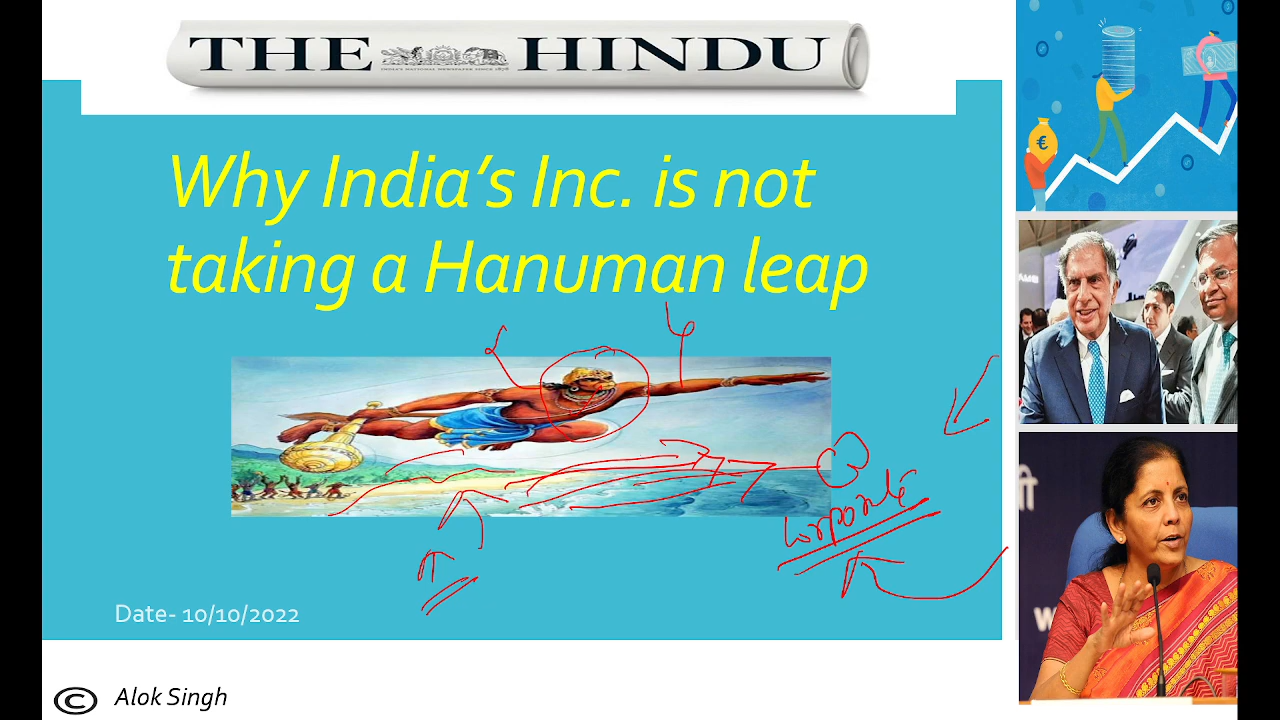 THE HINDU
Why India's Inc. is not
taking a Hanuman leap
Corporate
Date- 10/10/2022
© Alok Singh